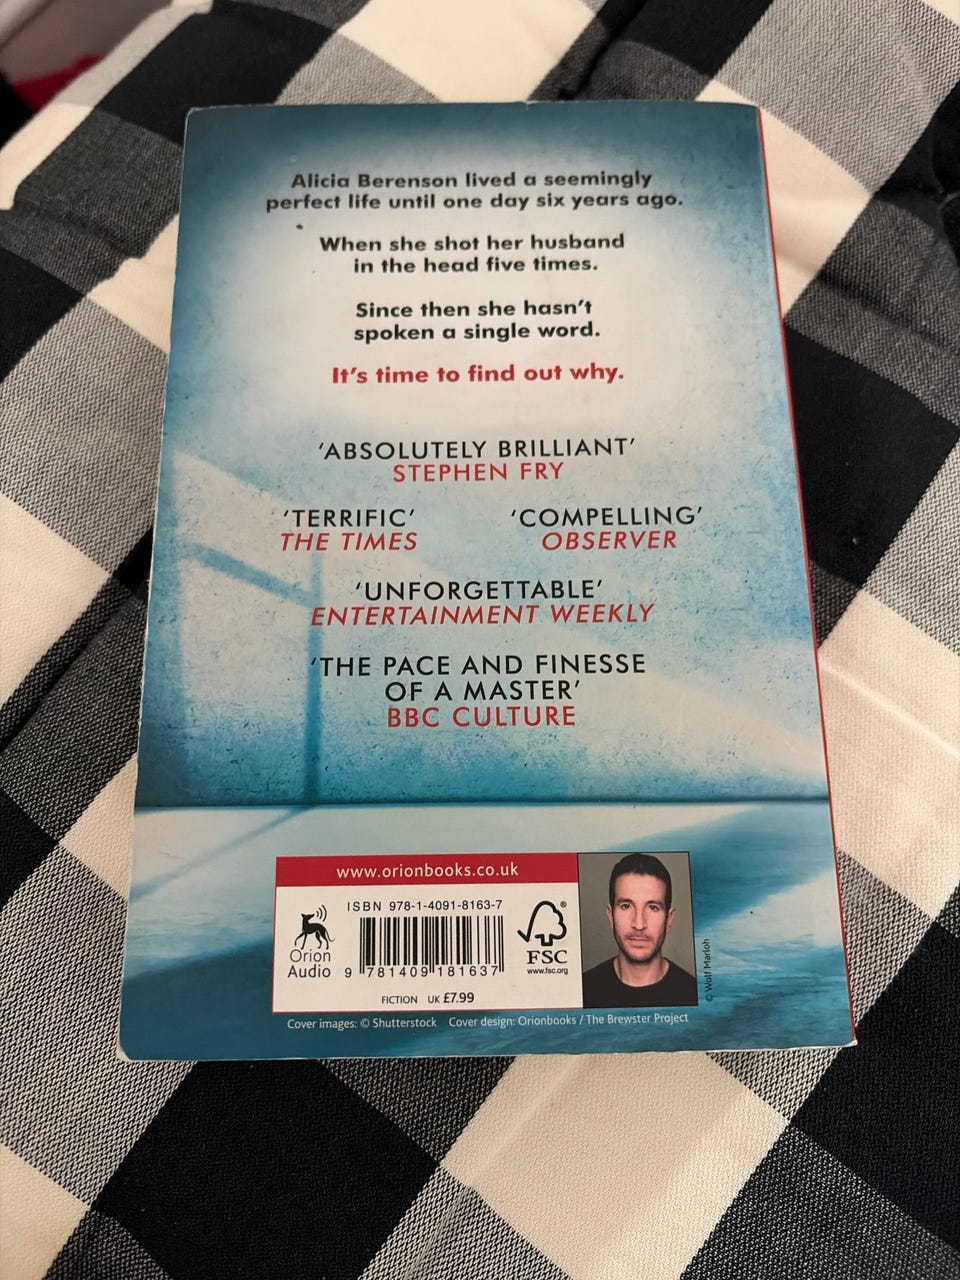 Alicia Berenson lived a seemingly
perfect life until one day six years ago.
When she shot her husband
in the head five times.
Since then she hasn't
spoken a single word.
It's time to find out why.
'ABSOLUTELY BRILLIANT'
STEPHEN FRY
'TERRIFIC'
THE TIMES
'COMPELLING'
OBSERVER
'UNFORGETTABLE'
ENTERTAINMENT WEEKLY
'THE PACE AND FINESSE
OF A MASTER'
BBC CULTURE
www.orionbooks.co.uk
ISBN 978-1-4091-8163-7
Orion
Audio
9 781409 181637
FSC
www.fsc.org
FICTION UK £7.99
© Wolf Marloh
Cover images: © Shutterstock Cover design: Orionbooks / The Brewster Project